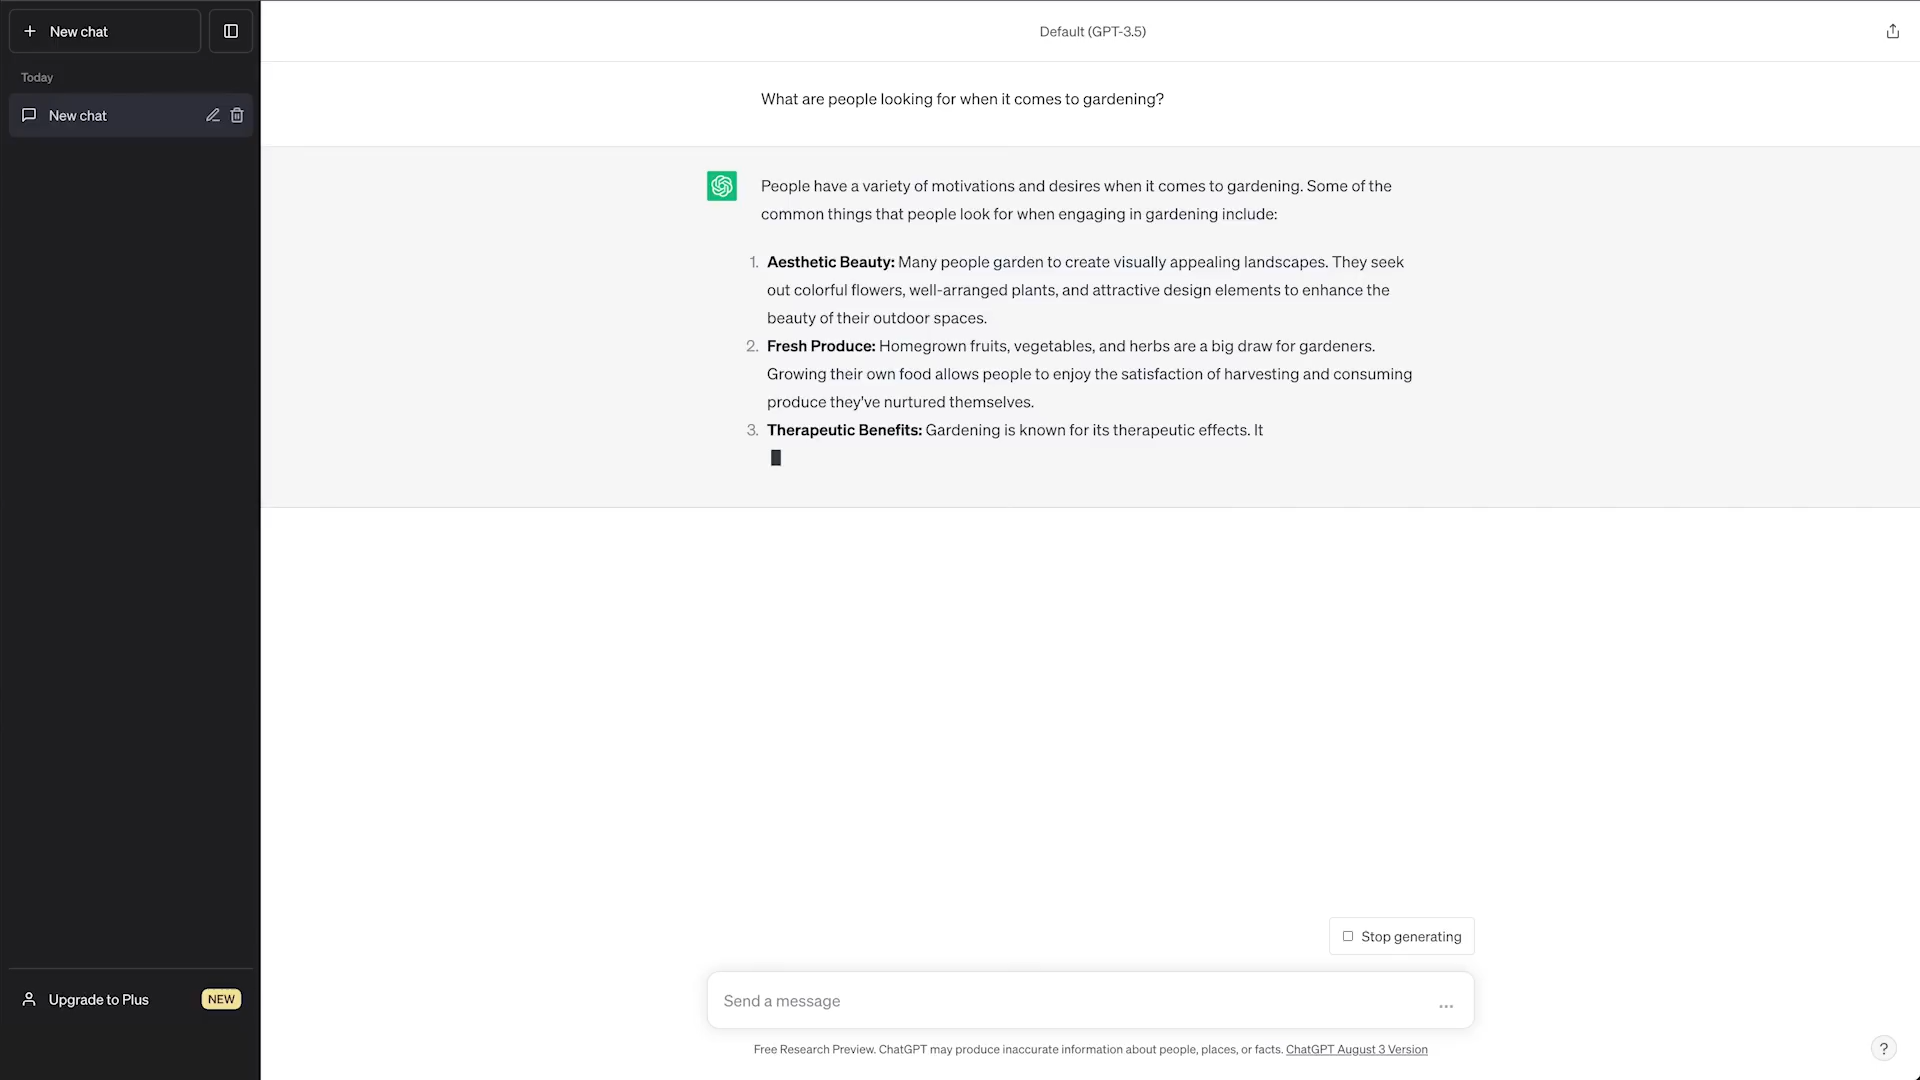 New chat
Today
New chat
Upgrade to Plus
NEW
Default (GPT-3.5)
What are people looking for when it comes to gardening?
People have a variety of motivations and desires when it comes to gardening. Some of the
common things that people look for when engaging in gardening include:
1. Aesthetic Beauty: Many people garden to create visually appealing landscapes. They seek
out colorful flowers, well-arranged plants, and attractive design elements to enhance the
beauty of their outdoor spaces.
2. Fresh Produce: Homegrown fruits, vegetables, and herbs are a big draw for gardeners.
Growing their own food allows people to enjoy the satisfaction of harvesting and consuming
produce they've nurtured themselves.
3. Therapeutic Benefits: Gardening is known for its therapeutic effects. It
Stop generating
Send a message
Free Research Preview. ChatGPT may produce inaccurate information about people, places, or facts. ChatGPT August 3 Version
?